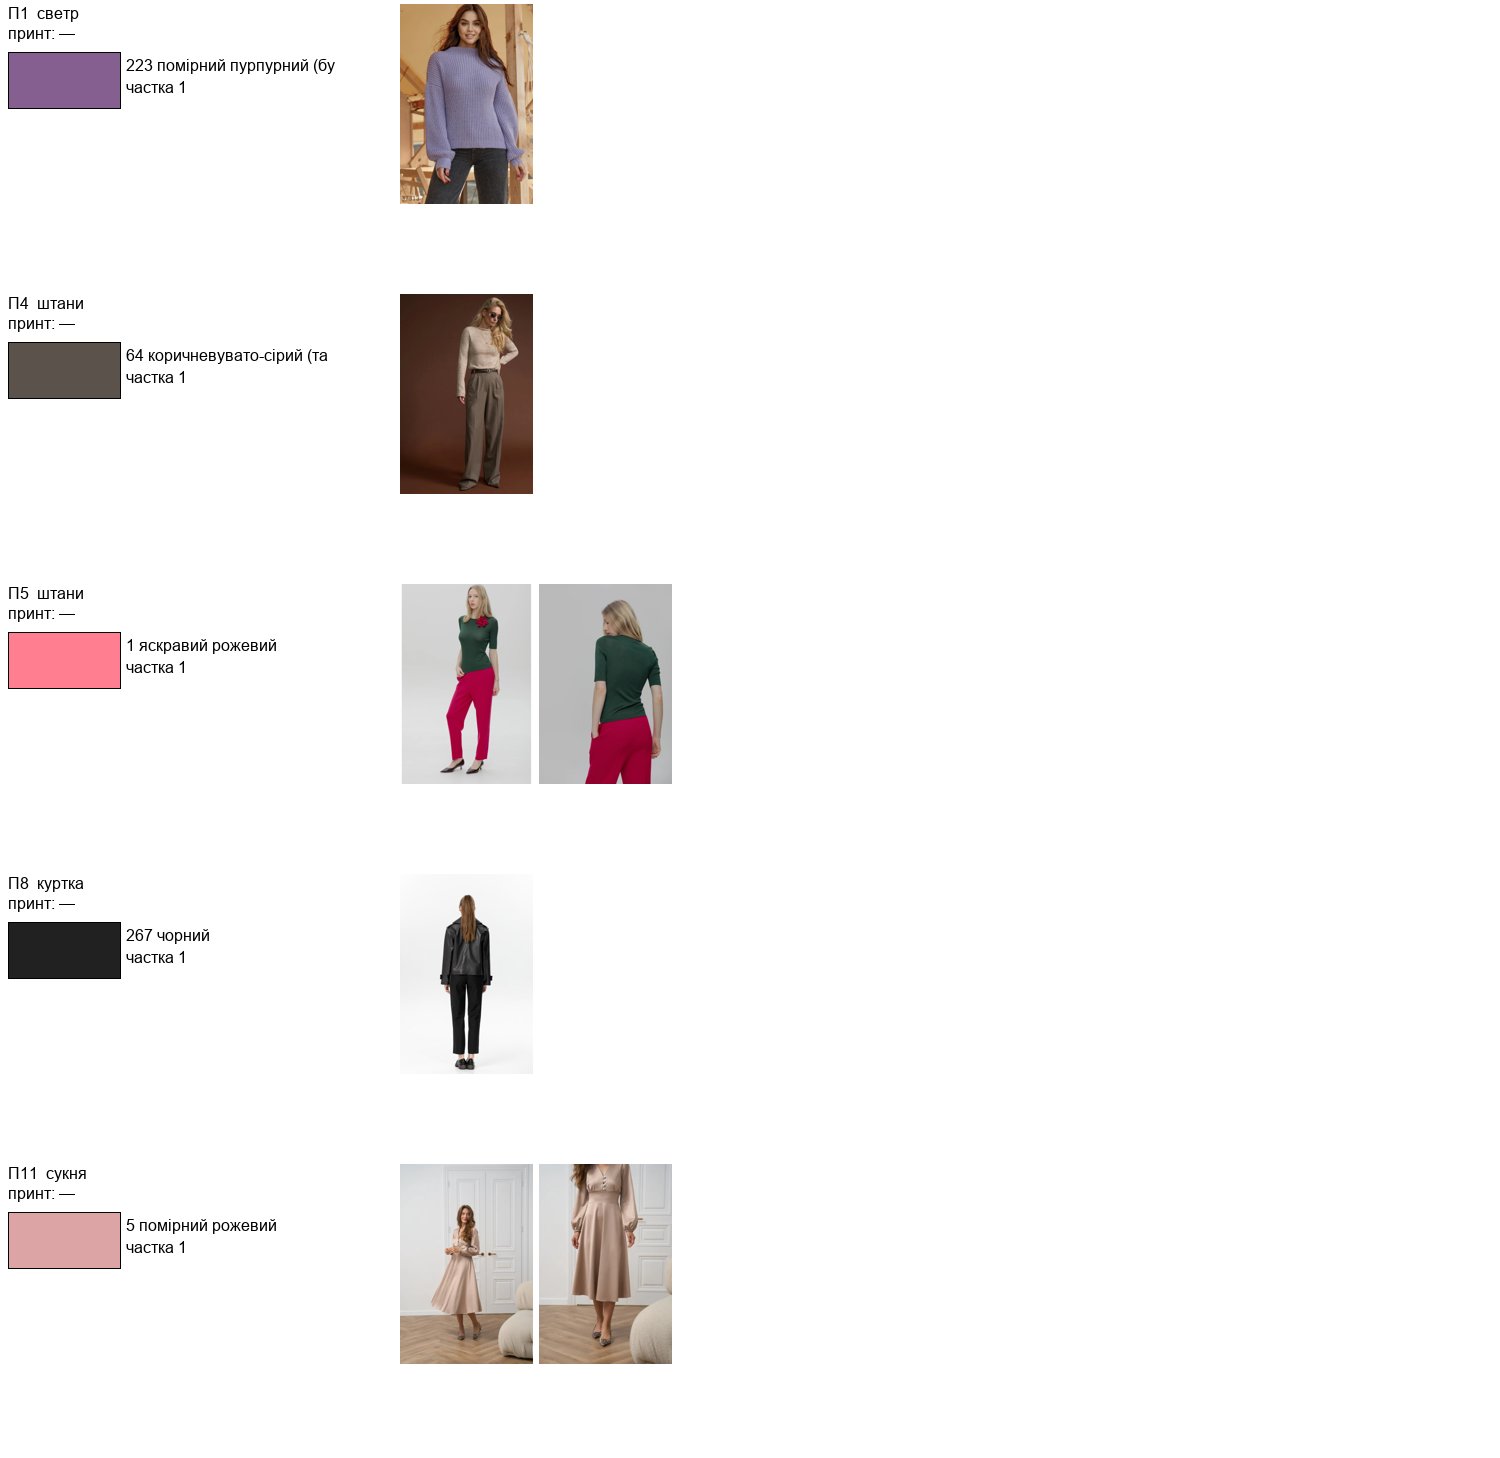 П1 светр
принт: —
223 помірний пурпурний (бу
частка 1
П4 штани
принт: —
64 коричневувато-сірий (та
частка 1
П5 штани
принт: —
1 яскравий рожевий
частка 1
П8 куртка
принт: —
267 чорний
частка 1
П11 сукня
принт: —
5 помірний рожевий
частка 1